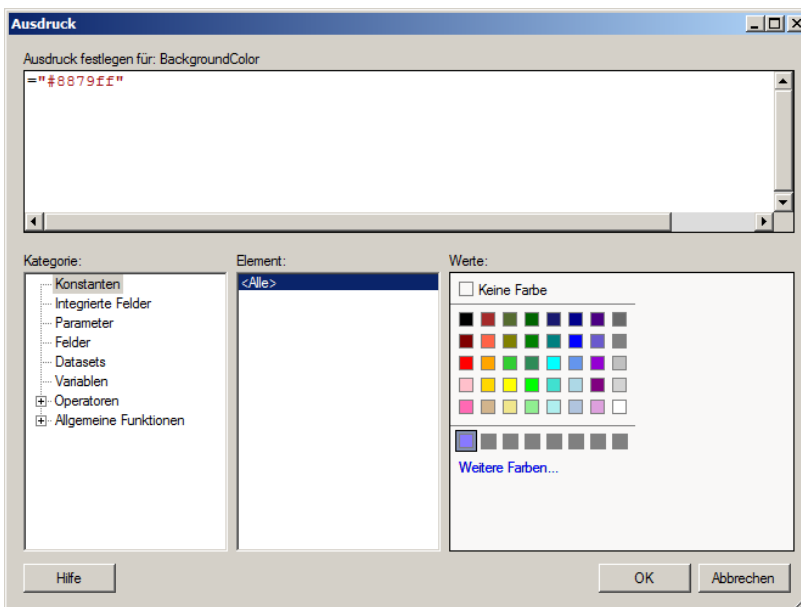 Ausdruck
Ausdruck festlegen für: BackgroundColor
="#8879ff"
Kategorie:
Konstanten
Integrierte Felder
Parameter
Felder
Datasets
Variablen
Operatoren
Allgemeine Funktionen
Element:
<Alle>
Werte:
Keine Farbe
Weitere Farben...
Hilfe
OK
Abbrechen